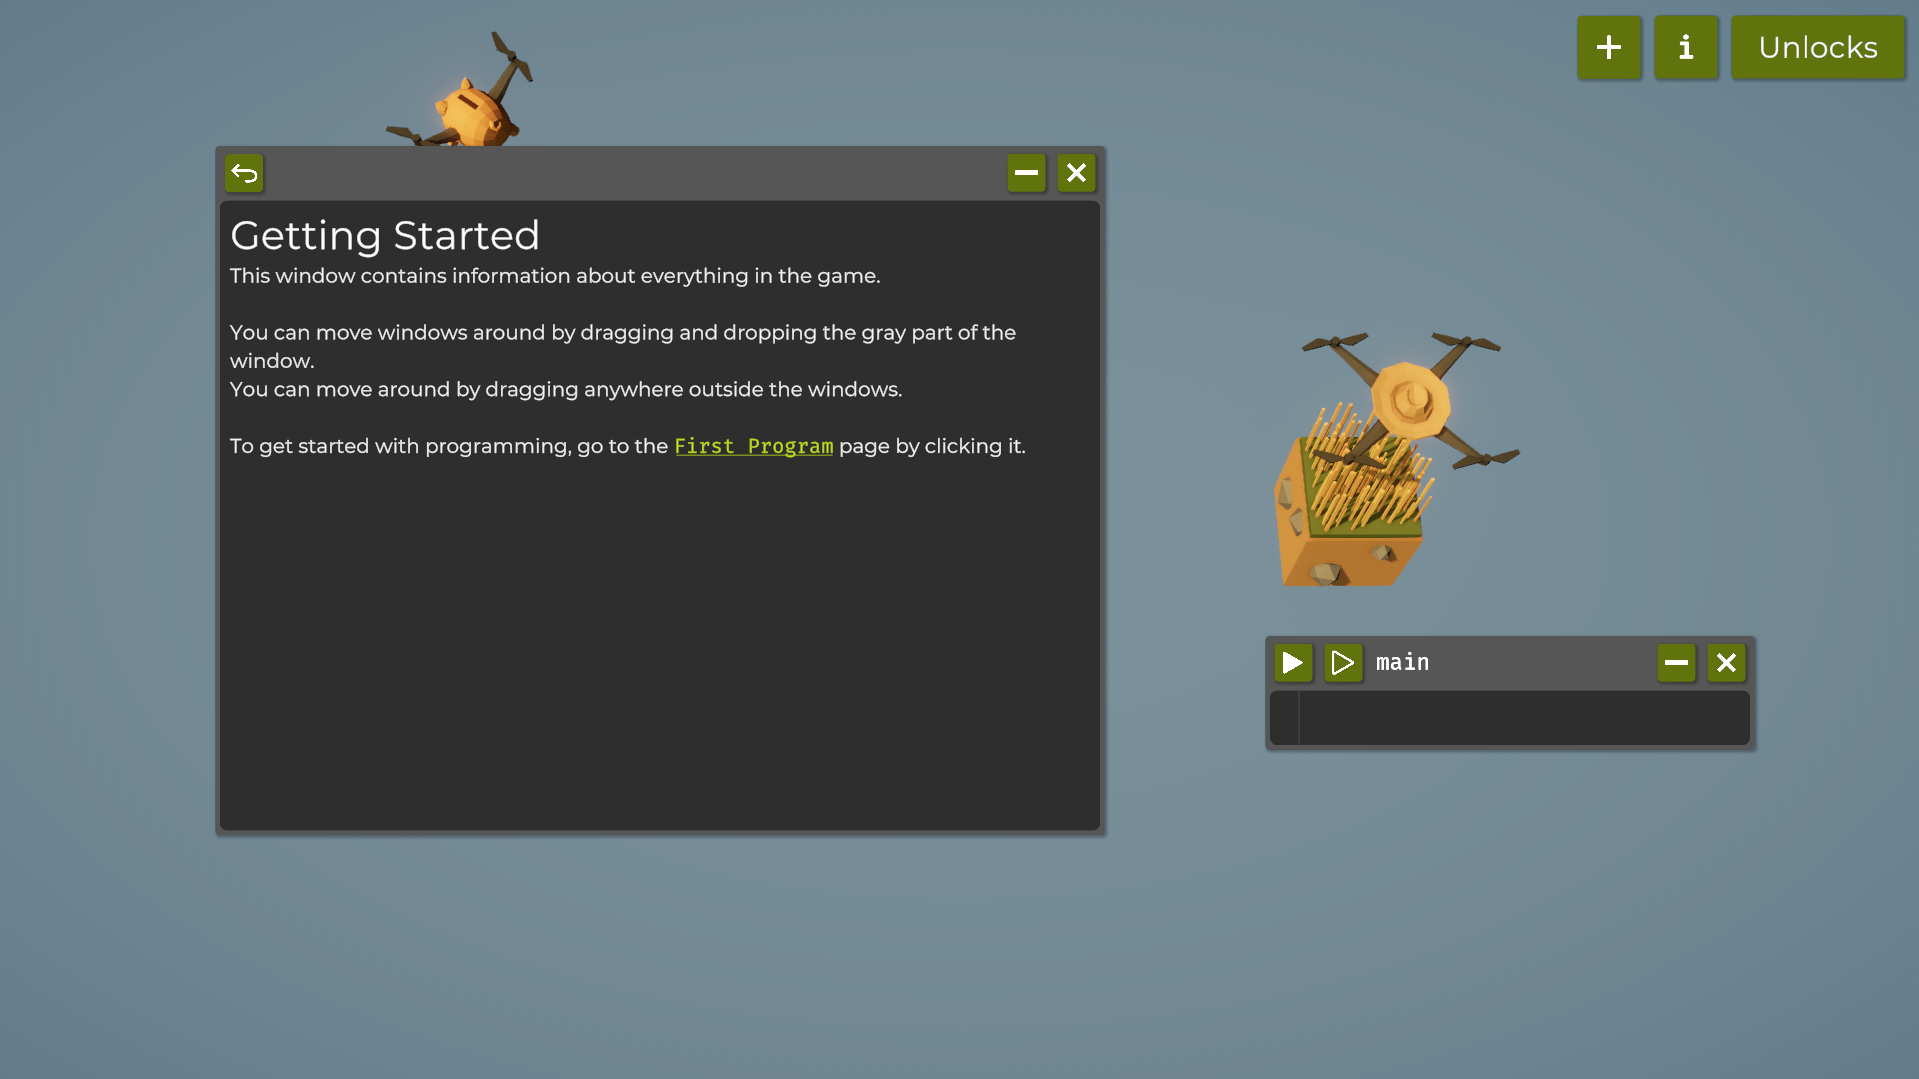 Unlocks
Getting Started
This window contains information about everything in the game.
You can move windows around by dragging and dropping the gray part of the
window.
You can move around by dragging anywhere outside the windows.
To get started with programming, go to the First Program page by clicking it.
main